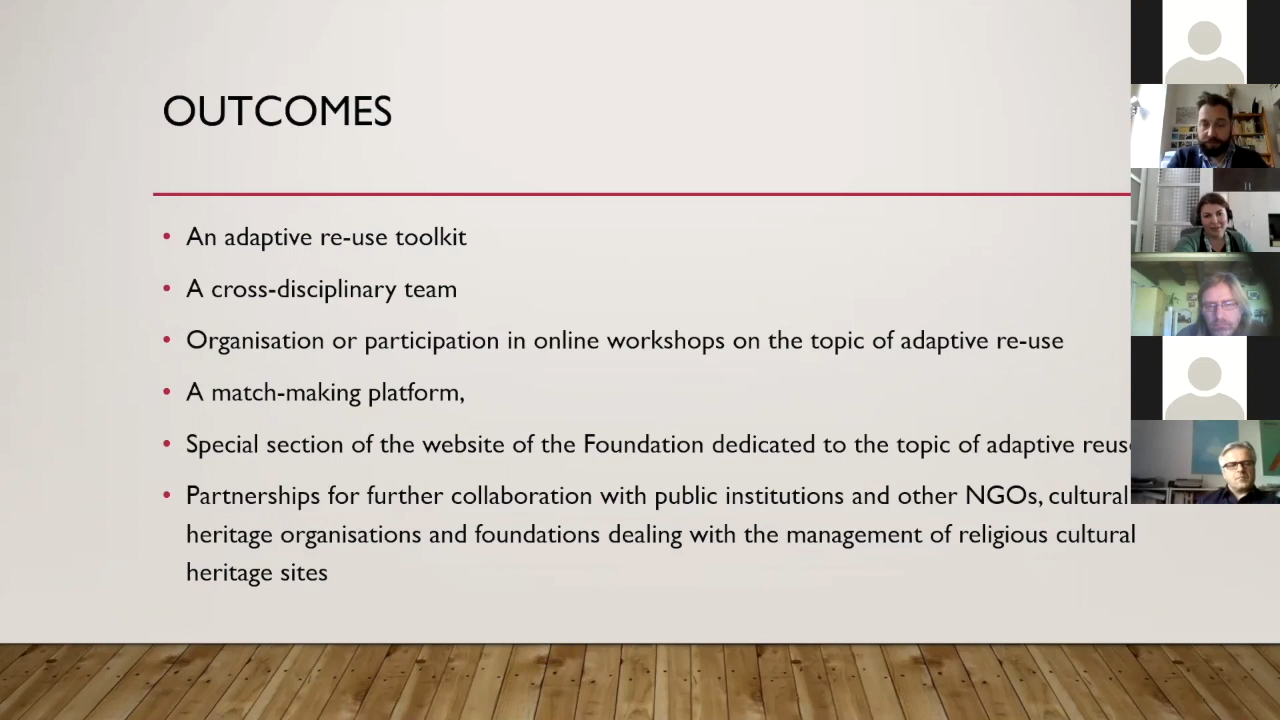 OUTCOMES
• An adaptive re-use toolkit
• A cross-disciplinary team
• Organisation or participation in online workshops on the topic of adaptive re-use
• A match-making platform,
• Special section of the website of the Foundation dedicated to the topic of adaptive reuse
• Partnerships for further collaboration with public institutions and other NGOs, cultural
heritage organisations and foundations dealing with the management of religious cultural
heritage sites